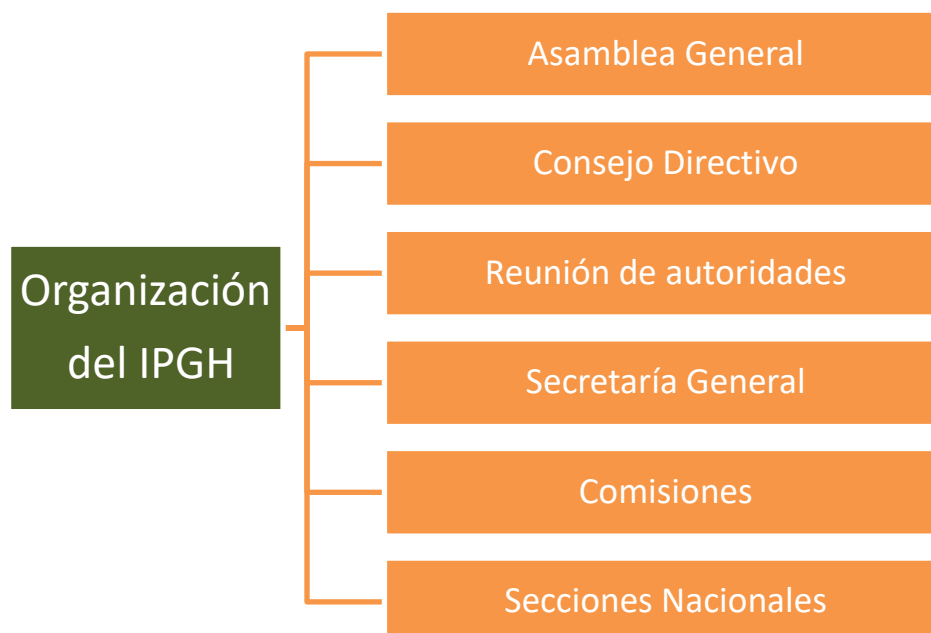 Organización
del IPGH
Asamblea General
Consejo Directivo
Reunión de autoridades
Secretaría General
Comisiones
Secciones Nacionales